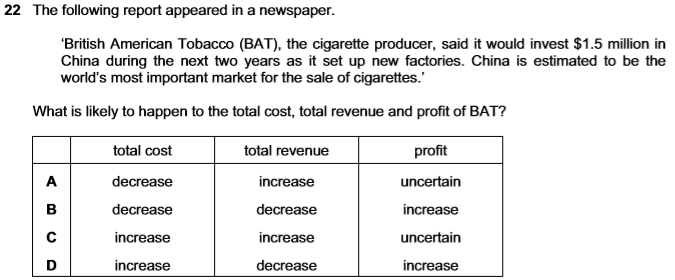 22 The following report appeared in a newspaper.
‘British American Tobacco (BAT), the cigarette producer, said it would invest $1.5 million in
China during the next two years as it set up new factories. China is estimated to be the
world’s most important market for the sale of cigarettes.’
What is likely to happen to the total cost, total revenue and profit of BAT?
total cost total revenue profit
A decrease increase uncertain
B decrease decrease increase
C increase increase uncertain
D increase decrease increase